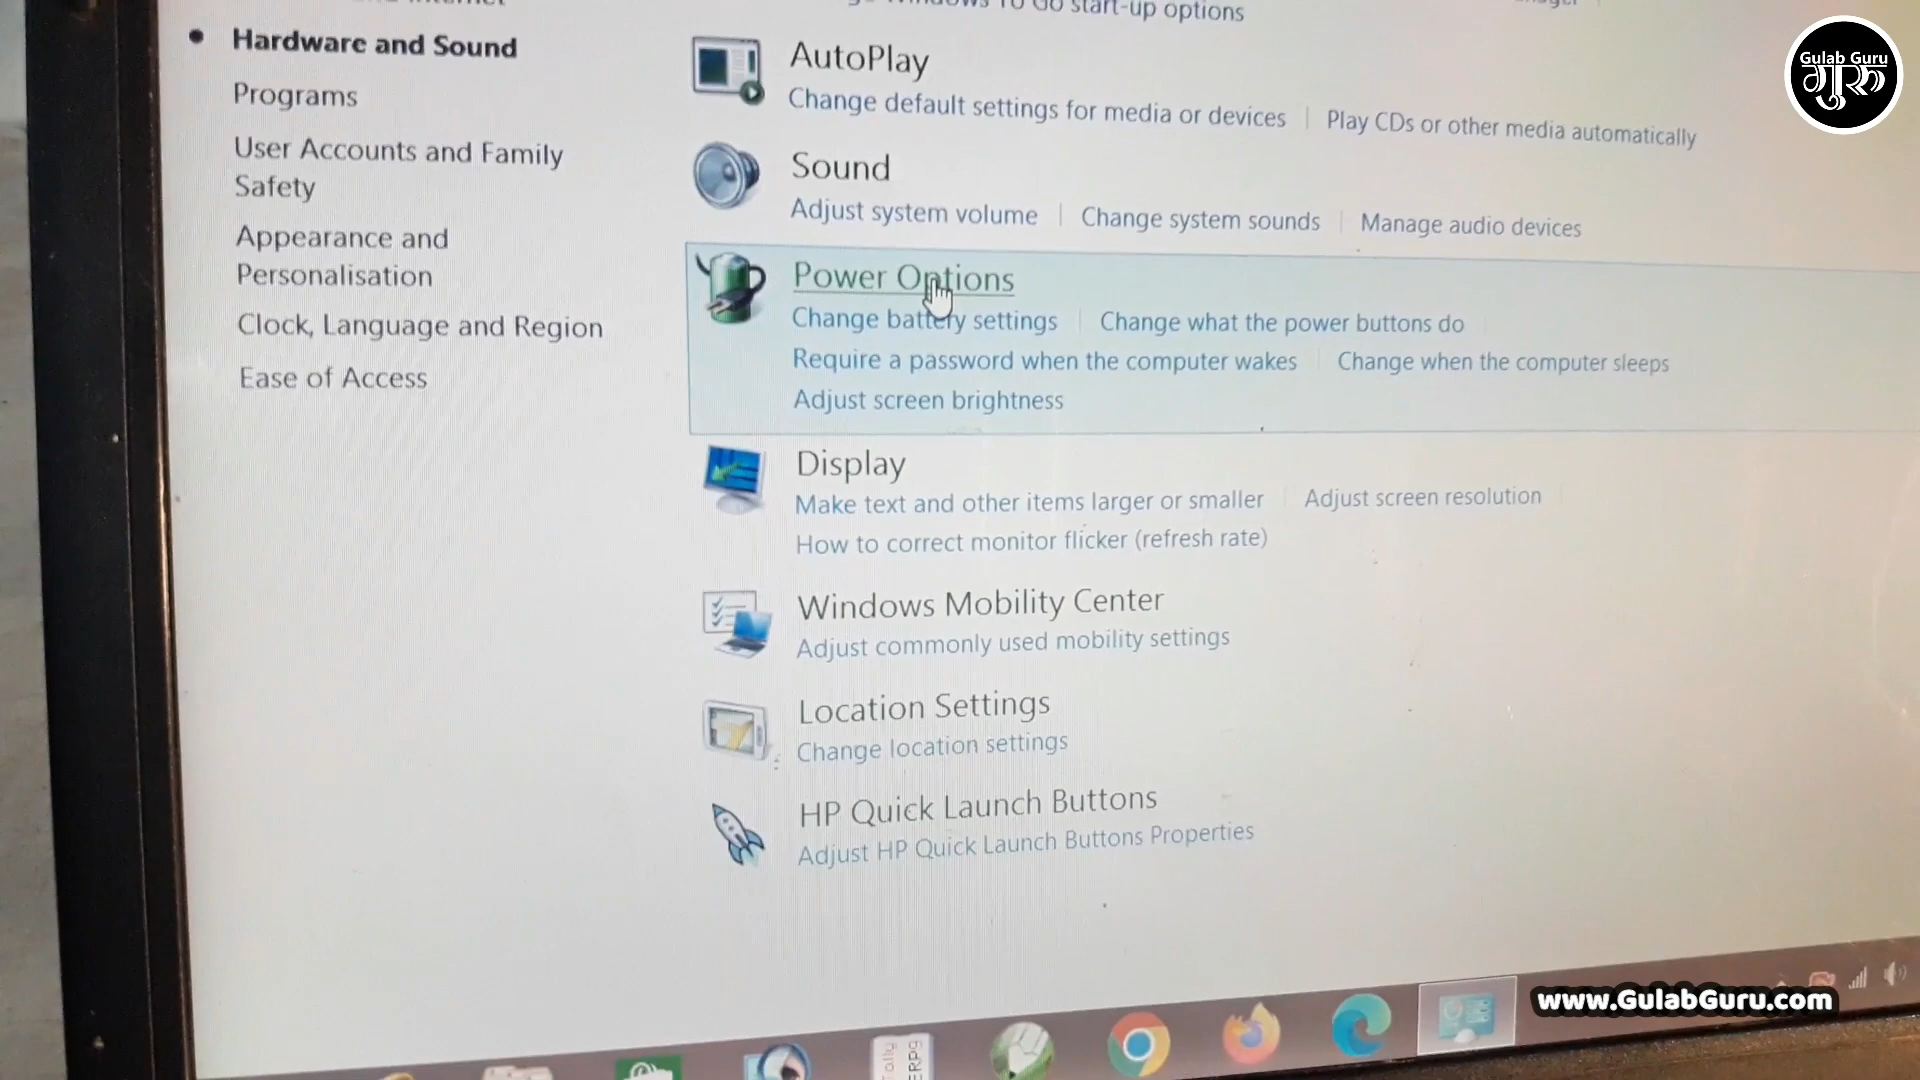 Windows To Go start-up options
Hardware and Sound
Programs
User Accounts and Family
Safety
Appearance and
Personalisation
Clock, Language and Region
Ease of Access
AutoPlay
Change default settings for media or devices
Play CDs or other media automatically
Sound
Adjust system volume
Change system sounds
Manage audio devices
Power Options
Change battery settings
Change what the power buttons do
Require a password when the computer wakes
Change when the computer sleeps
Adjust screen brightness
Display
Make text and other items larger or smaller
Adjust screen resolution
How to correct monitor flicker (refresh rate)
Windows Mobility Center
Adjust commonly used mobility settings
Location Settings
Change location settings
HP Quick Launch Buttons
Adjust HP Quick Launch Buttons Properties
Gulab Guru
गुरु
Tally
ERP9
www.GulabGuru.com